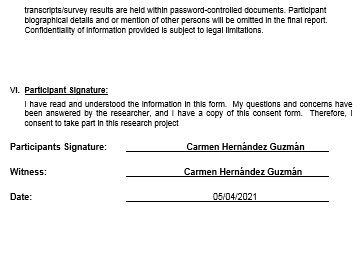 transcripts/survey results are held within password-controlled documents. Participant
biographical details and or mention of other persons will be omitted in the final report.
Confidentiality of information provided is subject to legal limitations.
VI. Participant Signature:
I have read and understood the information in this form. My questions and concerns have
been answered by the researcher, and I have a copy of this consent form. Therefore, I
consent to take part in this research project
Participants Signature: Carmen Hernández Guzmán
Witness: Carmen Hernández Guzmán
Date: 05/04/2021